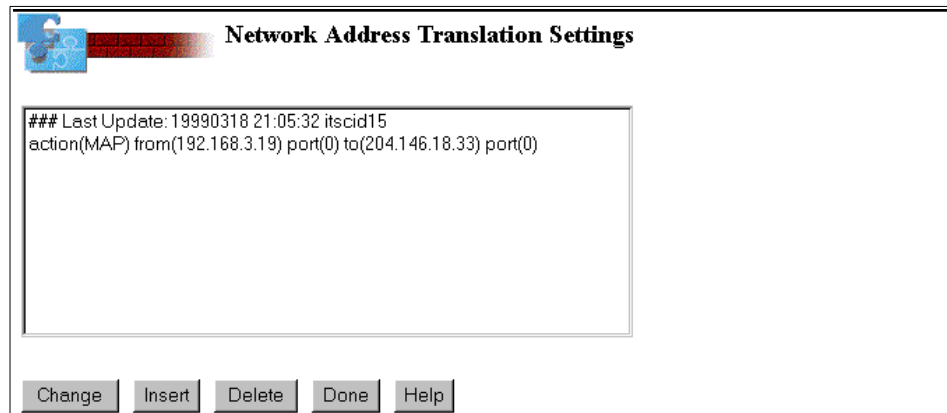 Network Address Translation Settings
### Last Update: 19990318 21:05:32 itscid15
action(MAP) from(192.168.3.19) port(0) to(204.146.18.33) port(0)
Change Insert Delete Done Help